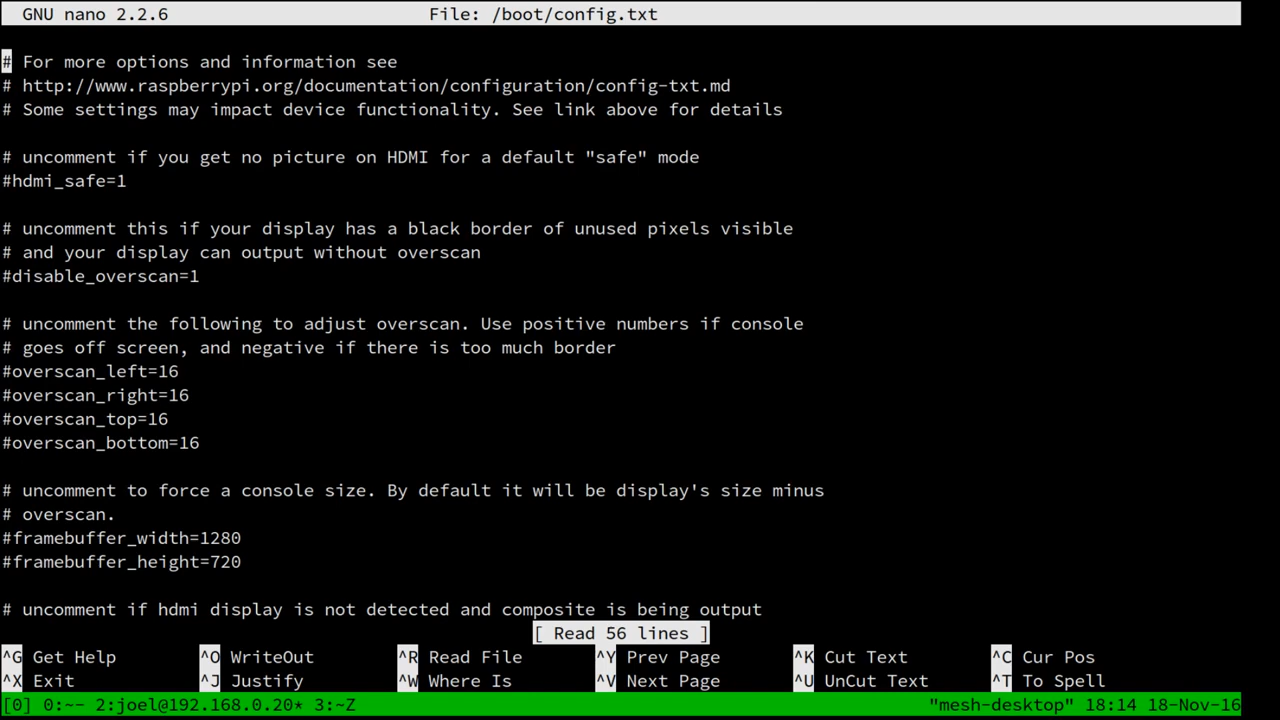 GNU nano 2.2.6 File: /boot/config.txt
# For more options and information see
# http://www.raspberrypi.org/documentation/configuration/config-txt.md
# Some settings may impact device functionality. See link above for details
# uncomment if you get no picture on HDMI for a default "safe" mode
#hdmi_safe=1
# uncomment this if your display has a black border of unused pixels visible
# and your display can output without overscan
#disable_overscan=1
# uncomment the following to adjust overscan. Use positive numbers if console
# goes off screen, and negative if there is too much border
#overscan_left=16
#overscan_right=16
#overscan_top=16
#overscan_bottom=16
# uncomment to force a console size. By default it will be display's size minus
# overscan.
#framebuffer_width=1280
#framebuffer_height=720
# uncomment if hdmi display is not detected and composite is being output
[ Read 56 lines ]
^G Get Help ^O WriteOut ^R Read File ^Y Prev Page ^K Cut Text ^C Cur Pos
^X Exit ^J Justify ^W Where Is ^V Next Page ^U UnCut Text ^T To Spell
[0] 0:~- 2:joel@192.168.0.20* 3:~Z "mesh-desktop" 18:14 18-Nov-16